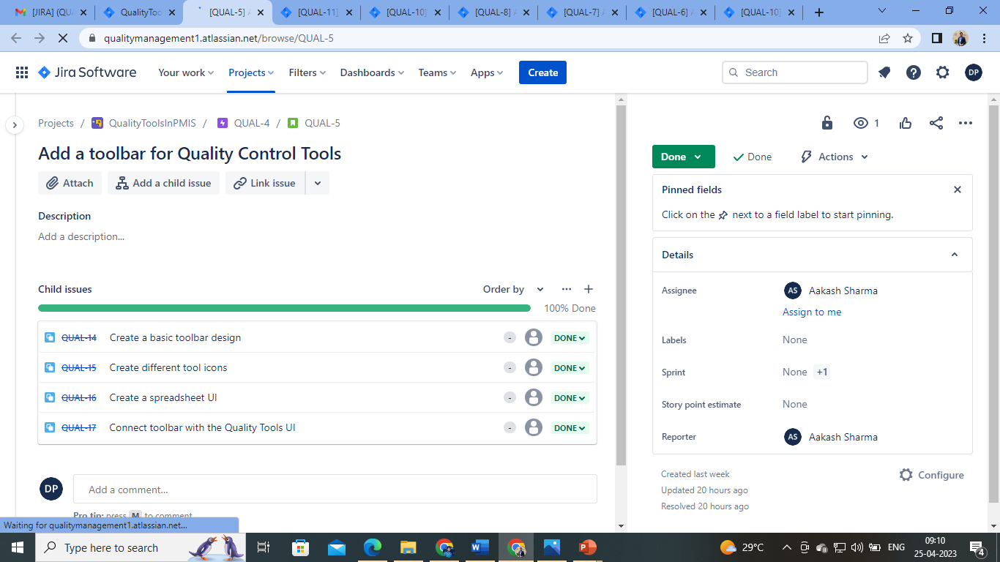 [JIRA] (QUA
QualityToo
[QUAL-5] A
[QUAL-11]
[QUAL-10]
[QUAL-8] A
[QUAL-7] A
[QUAL-6] A
[QUAL-10]
qualitymanagement1.atlassian.net/browse/QUAL-5
Jira Software
Your work
Projects
Filters
Dashboards
Teams
Apps
Create
Search
DP
Projects / QualityToolsInPMIS / QUAL-4 / QUAL-5
1
Add a toolbar for Quality Control Tools
Attach
Add a child issue
Link issue
Description
Add a description...
Child issues
Order by
100% Done
QUAL-14 Create a basic toolbar design - DONE
QUAL-15 Create different tool icons - DONE
QUAL-16 Create a spreadsheet UI - DONE
QUAL-17 Connect toolbar with the Quality Tools UI - DONE
DP
Add a comment...
Pro tip: press M to comment
Done
Done
Actions
Pinned fields
Click on the next to a field label to start pinning.
Details
Assignee
AS Aakash Sharma
Assign to me
Labels None
Sprint None +1
Story point estimate None
Reporter AS Aakash Sharma
Created last week
Updated 20 hours ago
Resolved 20 hours ago
Configure
Waiting for qualitymanagement1.atlassian.net...
Type here to search
29°C
ENG
09:10
25-04-2023
4